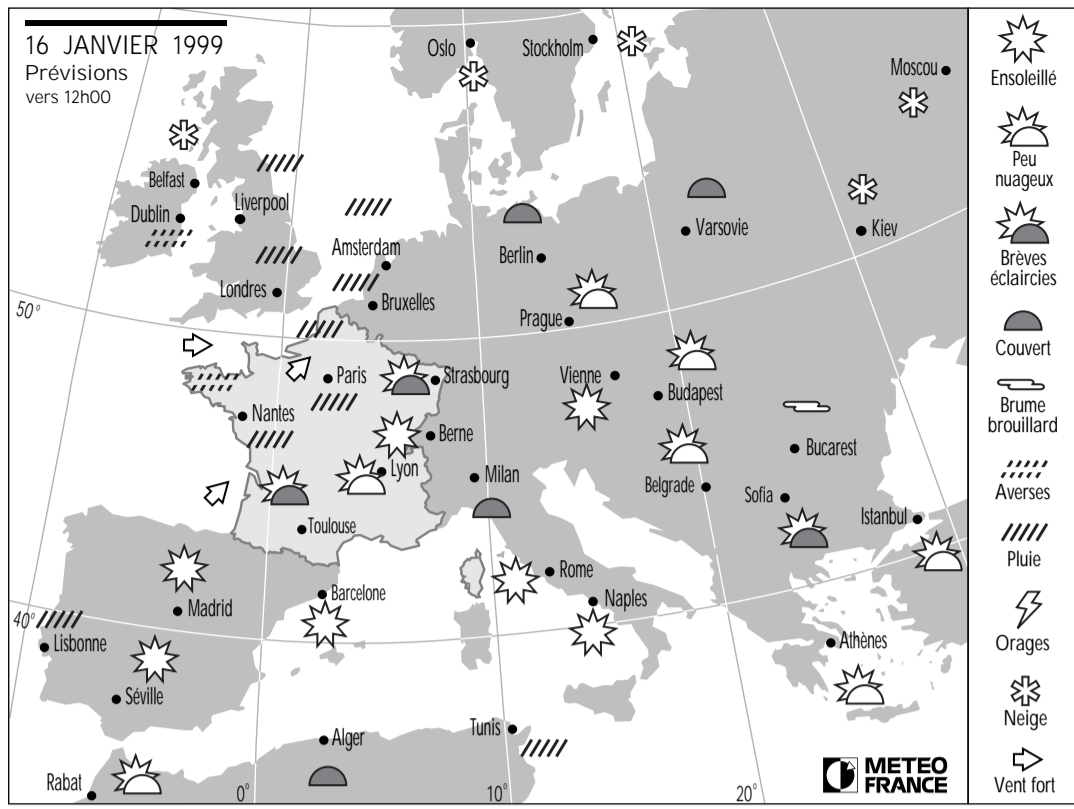 16 JANVIER 1999
Prévisions
vers 12h00
Oslo
Stockholm
Moscou
Belfast
Dublin
Liverpool
Amsterdam
Londres
Bruxelles
Berlin
Varsovie
Kiev
50°
Prague
Paris
Strasbourg
Vienne
Budapest
Nantes
Berne
Bucarest
Lyon
Milan
Belgrade
Sofia
Istanbul
Toulouse
Rome
Barcelone
Naples
Madrid
40°
Lisbonne
Athènes
Séville
Alger
Tunis
Rabat
0°
10°
20°
METEO
FRANCE
Ensoleillé
Peu
nuageux
Brèves
éclaircies
Couvert
Brume
brouillard
Averses
Pluie
Orages
Neige
Vent fort